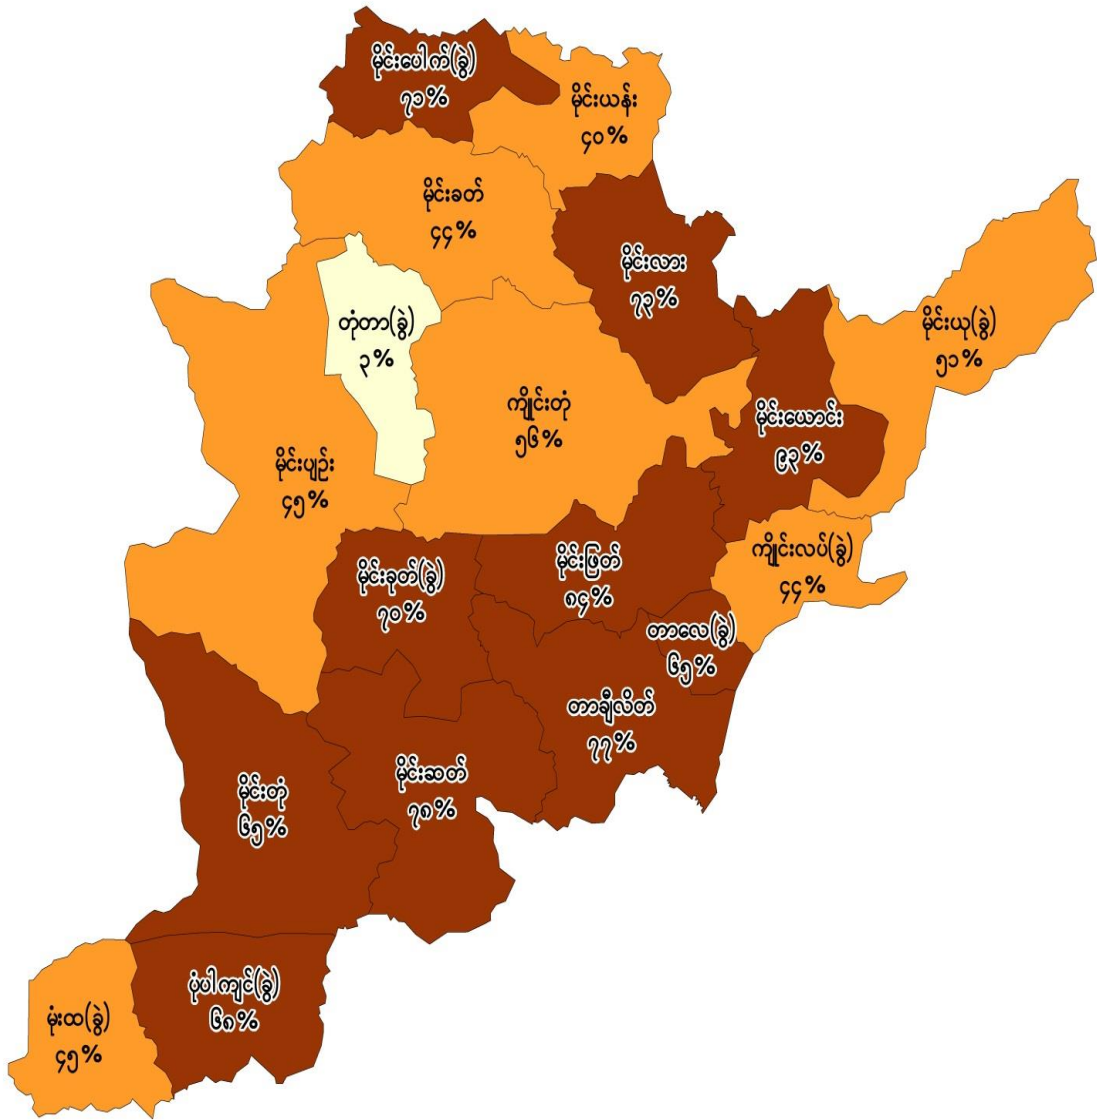 မိုင်းပေါက်(ခွဲ)
၇၁%
မိုင်းယန်း
၄၀%
မိုင်းခတ်
၄၄%
မိုင်းလား
၇၃%
တုံတာ(ခွဲ)
၃%
မိုင်းယု(ခွဲ)
၅၁%
ကျိုင်းတုံ
၅၆%
မိုင်းယောင်း
၉၃%
မိုင်းပျဉ်း
၄၅%
မိုင်းဖြတ်
၈၄%
ကျိုင်းလပ်(ခွဲ)
၄၄%
မိုင်းခုတ်(ခွဲ)
၇၀%
တာလေ(ခွဲ)
၆၅%
တာချီလိတ်
၇၇%
မိုင်းဆတ်
၇၈%
မိုင်းတုံ
၆၅%
ပုံပါကျင်(ခွဲ)
၆၈%
မုံးထ(ခွဲ)
၄၅%